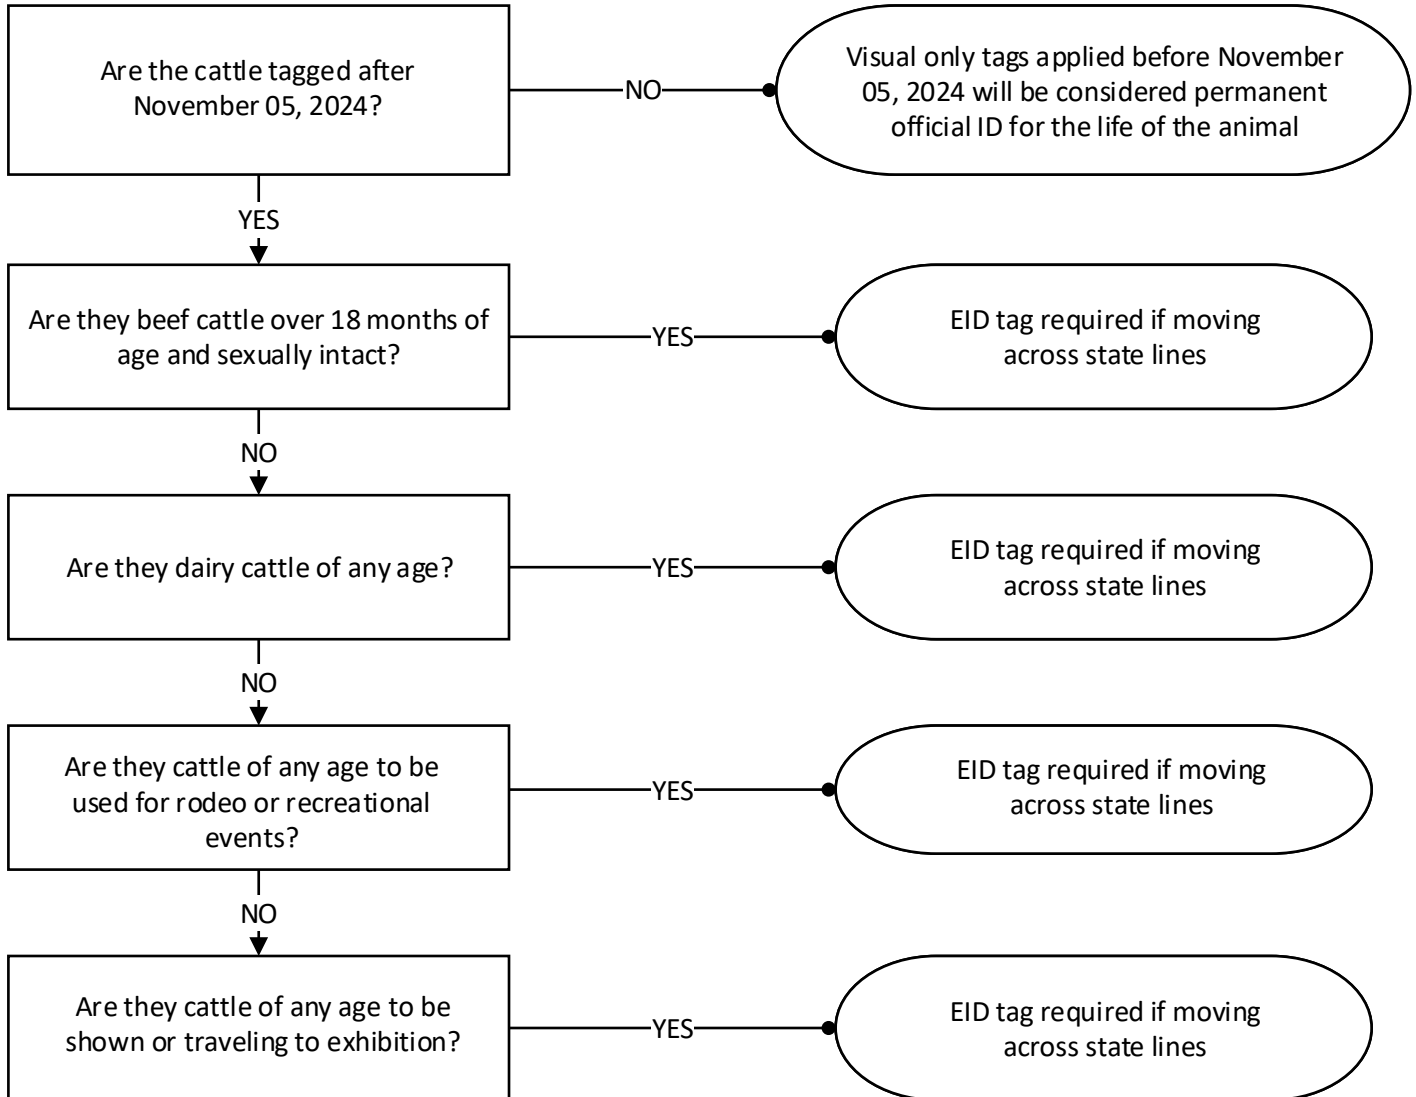 Are the cattle tagged after
November 05, 2024?
NO
Visual only tags applied before November
05, 2024 will be considered permanent
official ID for the life of the animal
YES
Are they beef cattle over 18 months of
age and sexually intact?
YES
EID tag required if moving
across state lines
NO
Are they dairy cattle of any age?
YES
EID tag required if moving
across state lines
NO
Are they cattle of any age to be
used for rodeo or recreational
events?
YES
EID tag required if moving
across state lines
NO
Are they cattle of any age to be
shown or traveling to exhibition?
YES
EID tag required if moving
across state lines